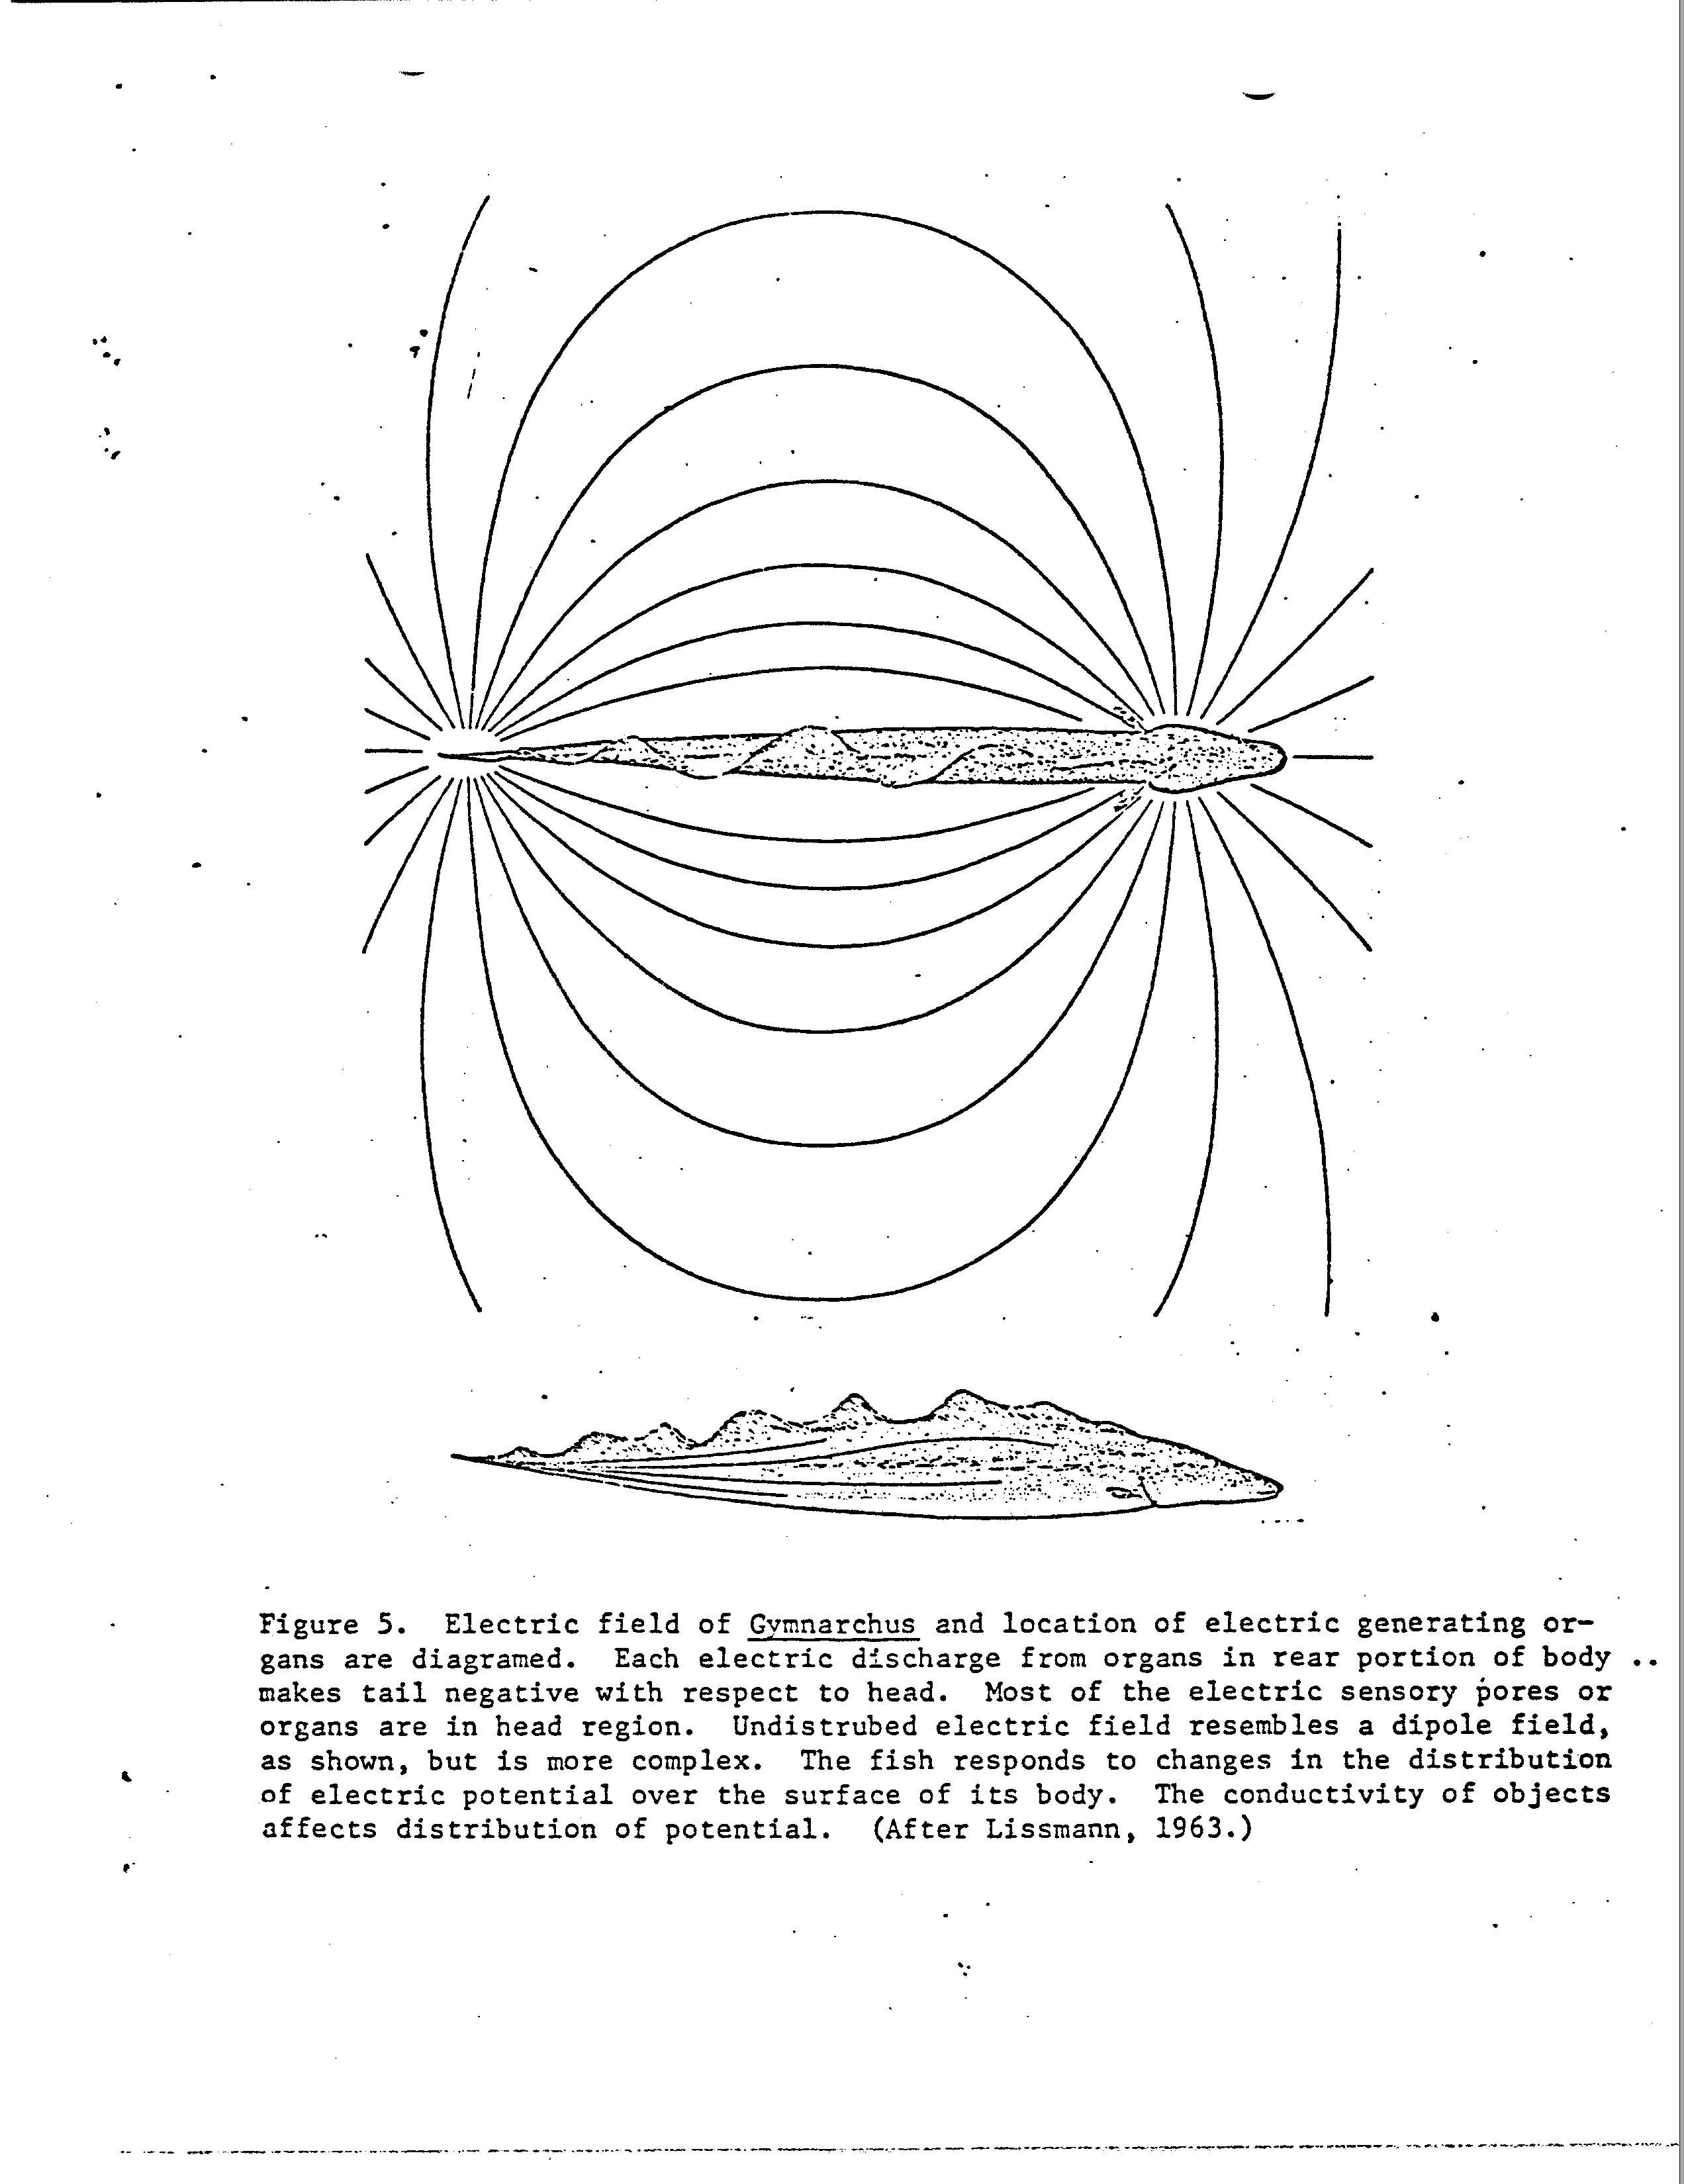 Figure 5.  Electric field of Gymnarchus and location of electric generating or-
gans are diagramed.  Each electric discharge from organs in rear portion of body ..
makes tail negative with respect to head.  Most of the electric sensory pores or
organs are in head region.  Undistrubed electric field resembles a dipole field,
as shown, but is more complex.  The fish responds to changes in the distribution
of electric potential over the surface of its body.  The conductivity of objects
affects distribution of potential.  (After Lissmann, 1963.)